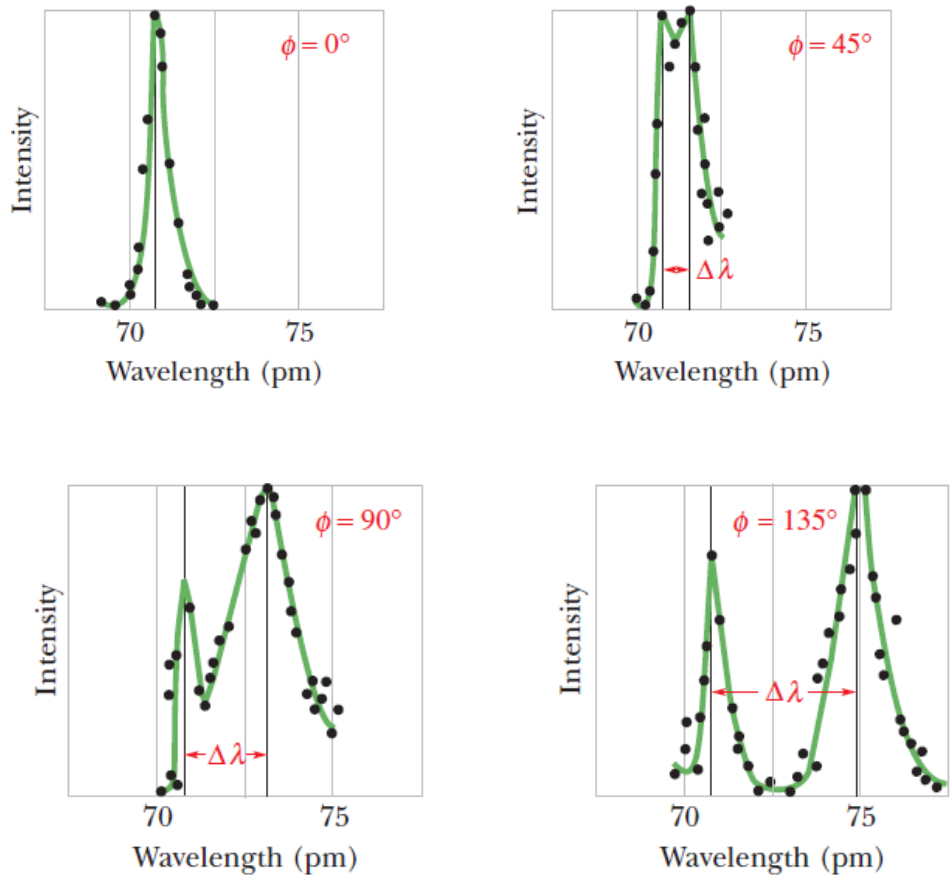 ϕ = 0°
Intensity
70 75
Wavelength (pm)
ϕ = 45°
Intensity
Δλ
70 75
Wavelength (pm)
ϕ = 90°
Intensity
Δλ
70 75
Wavelength (pm)
ϕ = 135°
Intensity
Δλ
70 75
Wavelength (pm)